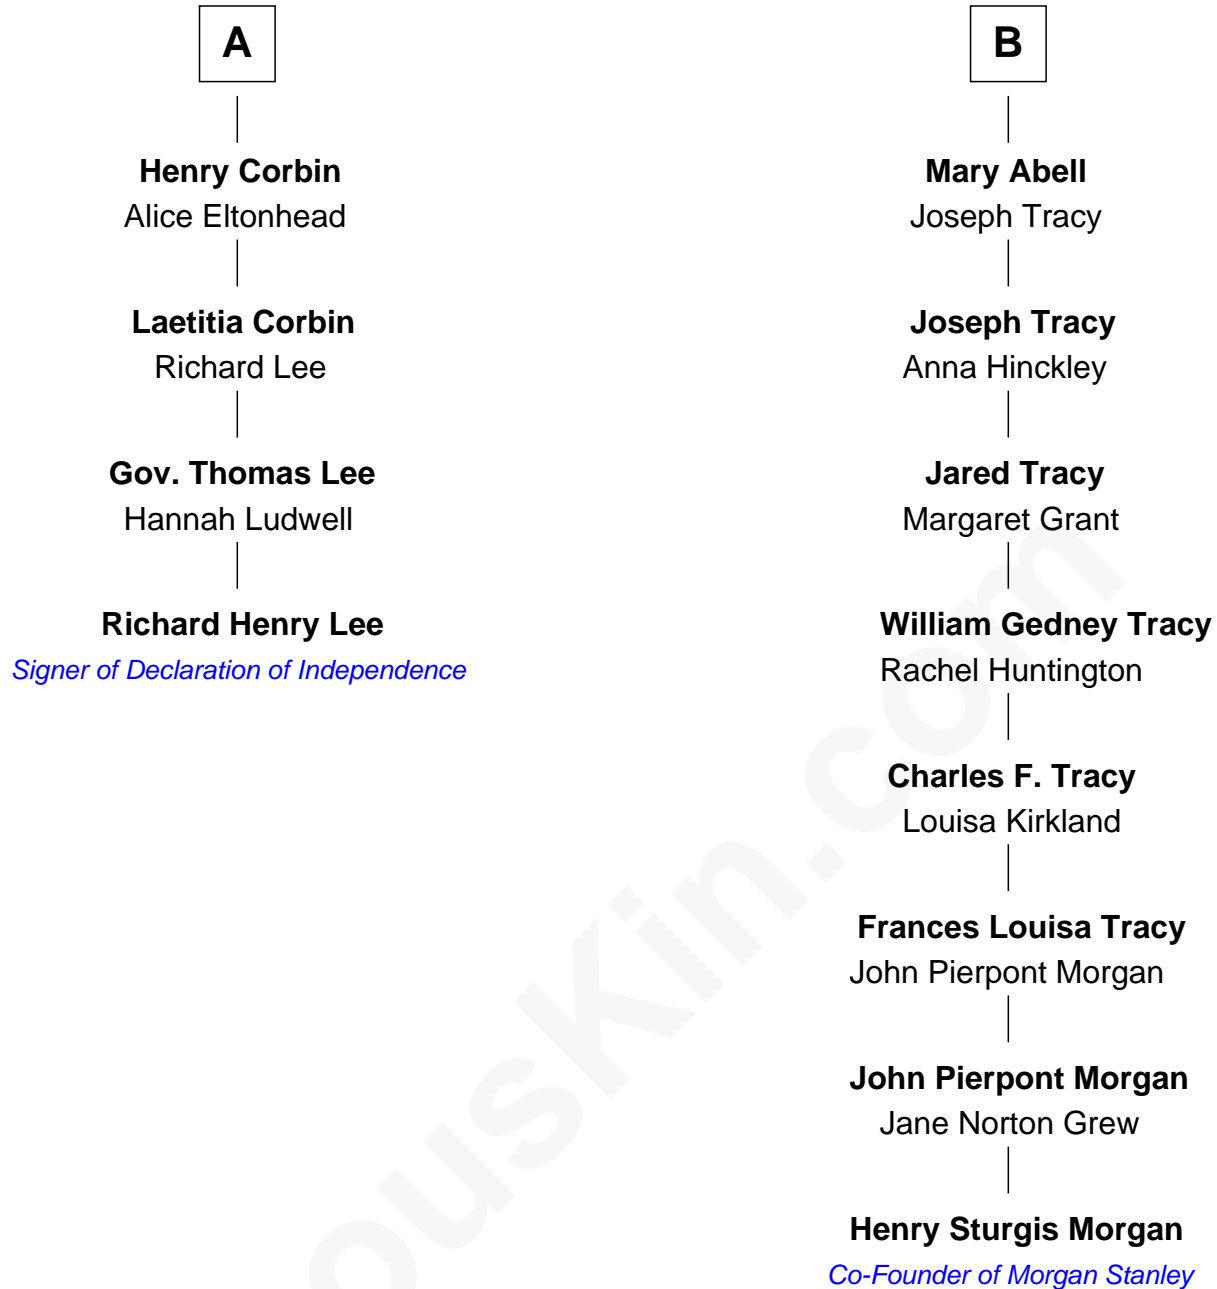 A
Henry Corbin
Alice Eltonhead
Laetitia Corbin
Richard Lee
Gov. Thomas Lee
Hannah Ludwell
Richard Henry Lee
Signer of Declaration of Independence
B
Mary Abell
Joseph Tracy
Joseph Tracy
Anna Hinckley
Jared Tracy
Margaret Grant
William Gedney Tracy
Rachel Huntington
Charles F. Tracy
Louisa Kirkland
Frances Louisa Tracy
John Pierpont Morgan
John Pierpont Morgan
Jane Norton Grew
Henry Sturgis Morgan
Co-Founder of Morgan Stanley
ousKin.com